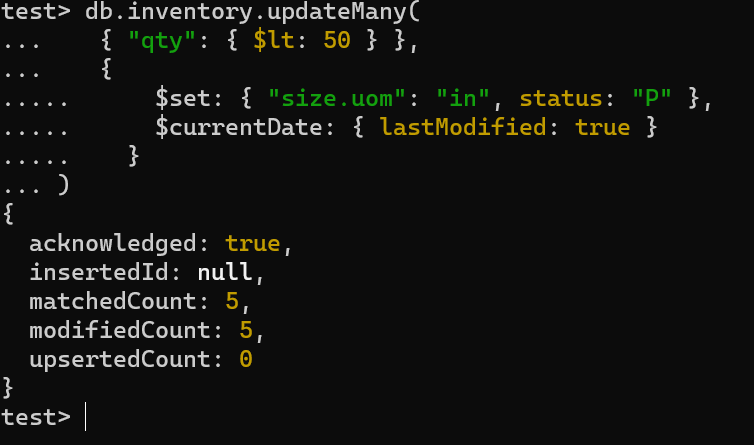 test> db.inventory.updateMany(
...    { "qty": { $lt: 50 } },
...    {
.....      $set: { "size.uom": "in", status: "P" },
.....      $currentDate: { lastModified: true }
.....    }
... )
{
  acknowledged: true,
  insertedId: null,
  matchedCount: 5,
  modifiedCount: 5,
  upsertedCount: 0
}
test>